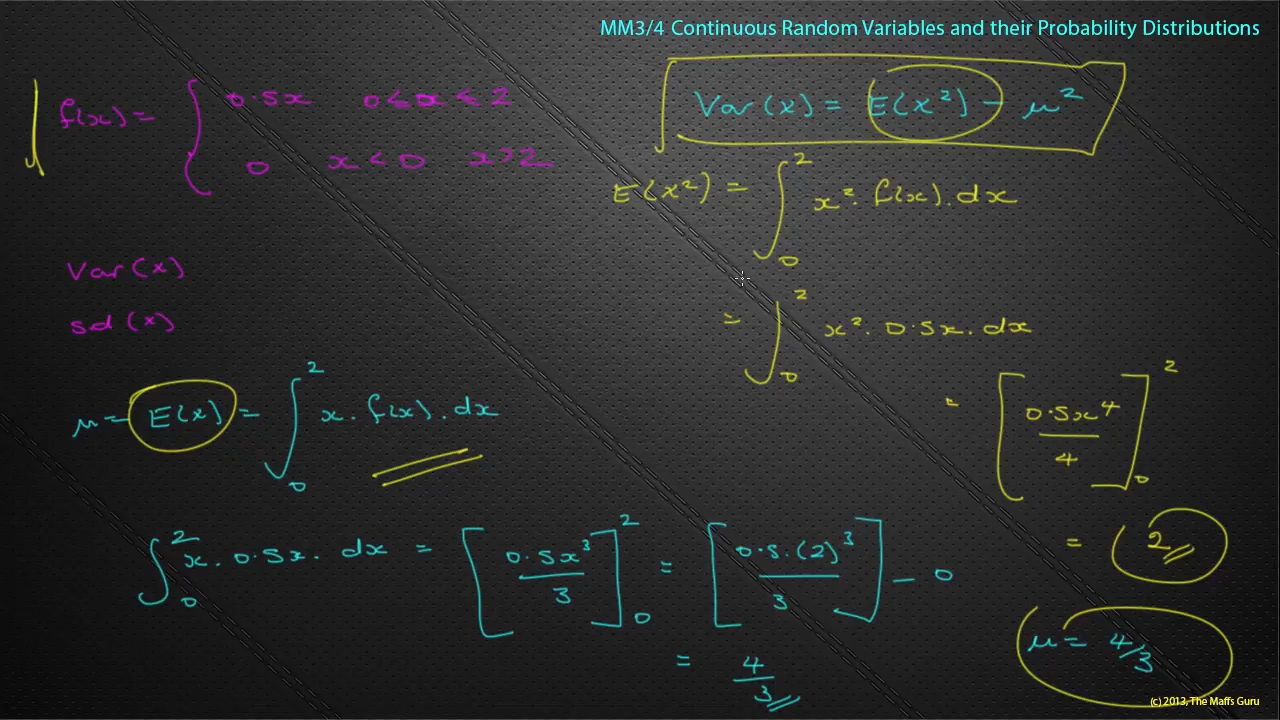 MM3/4 Continuous Random Variables and their Probability Distributions
f(x) = { 0.5x 0 ≤ x ≤ 2
0 x < 0 x > 2
Var(x) = E(x²) - μ²
E(x²) = ∫₀² x². f(x). dx
Var(x)
= ∫₀² x². 0.5x. dx
sd(x)
μ = E(x) = ∫₀² x. f(x). dx
= [0.5x⁴/4]₀²
∫₀² x. 0.5x. dx = [0.5x³/3]₀² = [0.5.(2)³/3] - 0
= 2
= 4/3
μ = 4/3
(c) 2013, The Maffs Guru